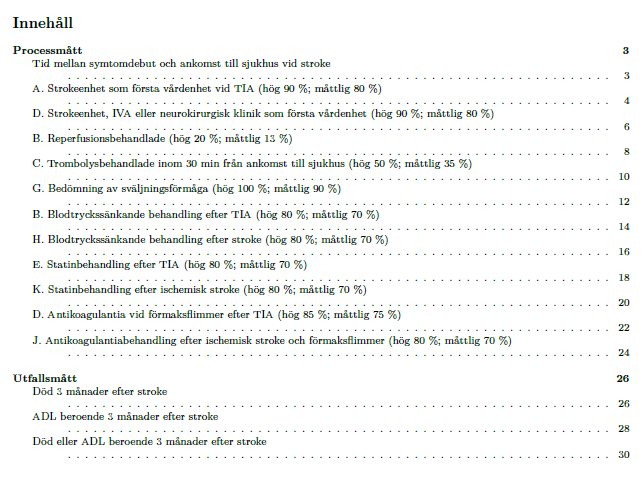 Innehåll
Processmått 3
Tid mellan symtomdebut och ankomst till sjukhus vid stroke
. . . . . . . . . . . . . . . . . . . . . . . . . . . . . . . . . . . . . . . . . . . . . . . . . . . . . . . . . . . . . . . . 3
A. Strokeenhet som första vårdenhet vid TIA (hög 90 %; måttlig 80 %)
. . . . . . . . . . . . . . . . . . . . . . . . . . . . . . . . . . . . . . . . . . . . . . . . . . . . . . . . . . . . . . . . 4
D. Strokeenhet, IVA eller neurokirurgisk klinik som första vårdenhet (hög 90 %; måttlig 80 %)
. . . . . . . . . . . . . . . . . . . . . . . . . . . . . . . . . . . . . . . . . . . . . . . . . . . . . . . . . . . . . . . . 6
B. Reperfusionsbehandlade (hög 20 %; måttlig 13 %)
. . . . . . . . . . . . . . . . . . . . . . . . . . . . . . . . . . . . . . . . . . . . . . . . . . . . . . . . . . . . . . . . 8
C. Trombolysbehandlade inom 30 min från ankomst till sjukhus (hög 50 %; måttlig 35 %)
. . . . . . . . . . . . . . . . . . . . . . . . . . . . . . . . . . . . . . . . . . . . . . . . . . . . . . . . . . . . . . . . 10
G. Bedömning av sväljningsförmåga (hög 100 %; måttlig 90 %)
. . . . . . . . . . . . . . . . . . . . . . . . . . . . . . . . . . . . . . . . . . . . . . . . . . . . . . . . . . . . . . . . 12
B. Blodtryckssänkande behandling efter TIA (hög 80 %; måttlig 70 %)
. . . . . . . . . . . . . . . . . . . . . . . . . . . . . . . . . . . . . . . . . . . . . . . . . . . . . . . . . . . . . . . . 14
H. Blodtryckssänkande behandling efter stroke (hög 80 %; måttlig 70 %)
. . . . . . . . . . . . . . . . . . . . . . . . . . . . . . . . . . . . . . . . . . . . . . . . . . . . . . . . . . . . . . . . 16
E. Statinbehandling efter TIA (hög 80 %; måttlig 70 %)
. . . . . . . . . . . . . . . . . . . . . . . . . . . . . . . . . . . . . . . . . . . . . . . . . . . . . . . . . . . . . . . . 18
K. Statinbehandling efter ischemisk stroke (hög 80 %; måttlig 70 %)
. . . . . . . . . . . . . . . . . . . . . . . . . . . . . . . . . . . . . . . . . . . . . . . . . . . . . . . . . . . . . . . . 20
D. Antikoagulantia vid förmaksflimmer efter TIA (hög 85 %; måttlig 75 %)
. . . . . . . . . . . . . . . . . . . . . . . . . . . . . . . . . . . . . . . . . . . . . . . . . . . . . . . . . . . . . . . . 22
J. Antikoagulantiabehandling efter ischemisk stroke och förmaksflimmer (hög 80 %; måttlig 70 %)
. . . . . . . . . . . . . . . . . . . . . . . . . . . . . . . . . . . . . . . . . . . . . . . . . . . . . . . . . . . . . . . . 24
Utfallsmått 26
Död 3 månader efter stroke
. . . . . . . . . . . . . . . . . . . . . . . . . . . . . . . . . . . . . . . . . . . . . . . . . . . . . . . . . . . . . . . . 26
ADL beroende 3 månader efter stroke
. . . . . . . . . . . . . . . . . . . . . . . . . . . . . . . . . . . . . . . . . . . . . . . . . . . . . . . . . . . . . . . . 28
Död eller ADL beroende 3 månader efter stroke
. . . . . . . . . . . . . . . . . . . . . . . . . . . . . . . . . . . . . . . . . . . . . . . . . . . . . . . . . . . . . . . . 30